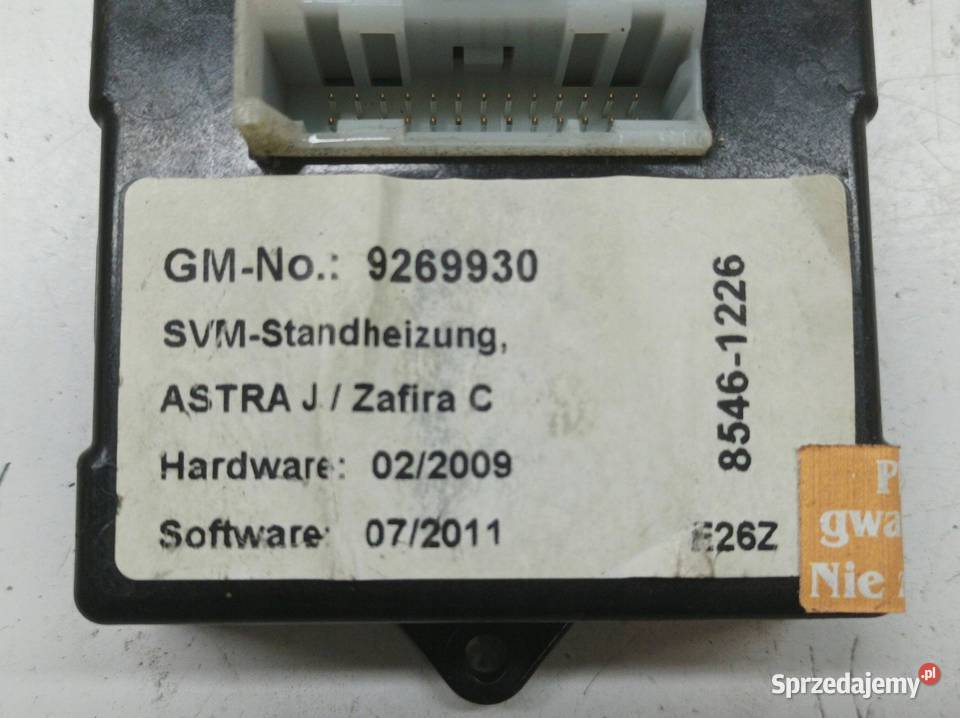 GM-No.: 9269930
SVM-Standheizung,
ASTRA J / Zafira C
Hardware: 02/2009
Software: 07/2011
8546-1226
E26Z
gwa
Nie
Sprzedajemy.pl